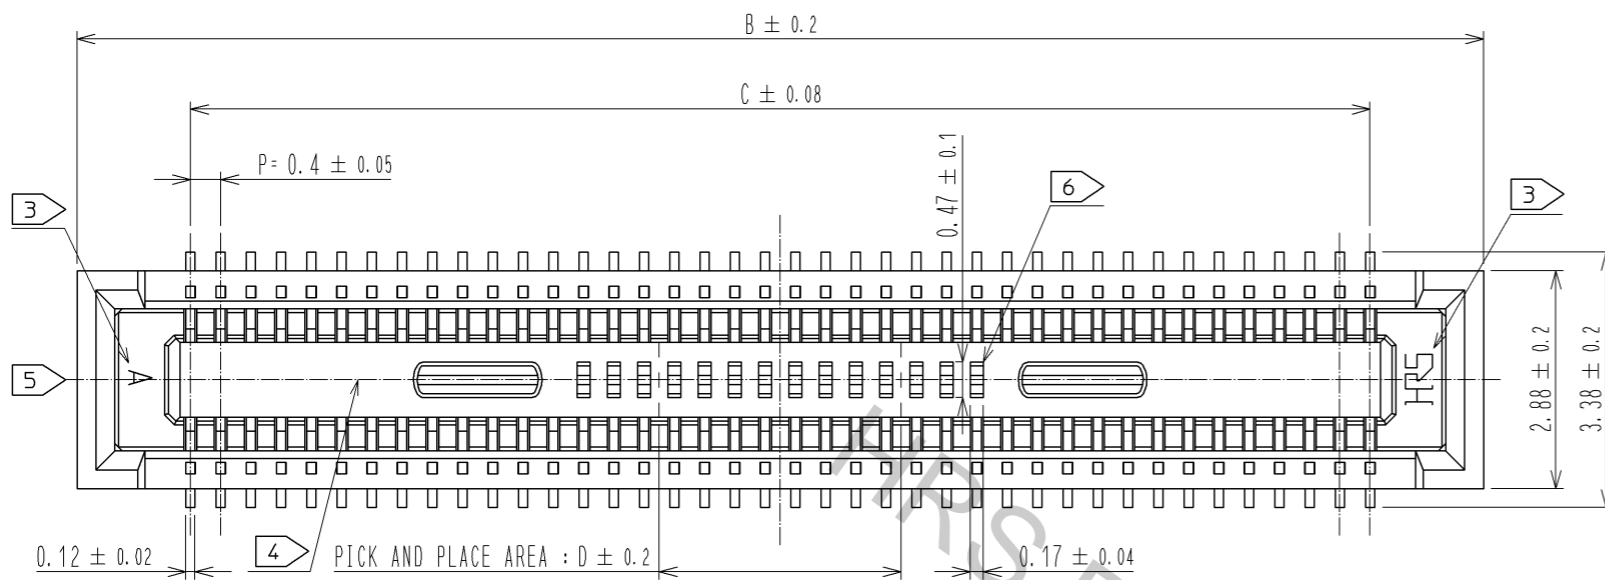 B ± 0.2
C ± 0.08
P= 0.4 ± 0.05
0.47 ± 0.1
6
3
3
5
A
HRS
2.88 ± 0.2
3.38 ± 0.2
0.12 ± 0.02
4
PICK AND PLACE AREA : D ± 0.2
0.17 ± 0.04
HRS